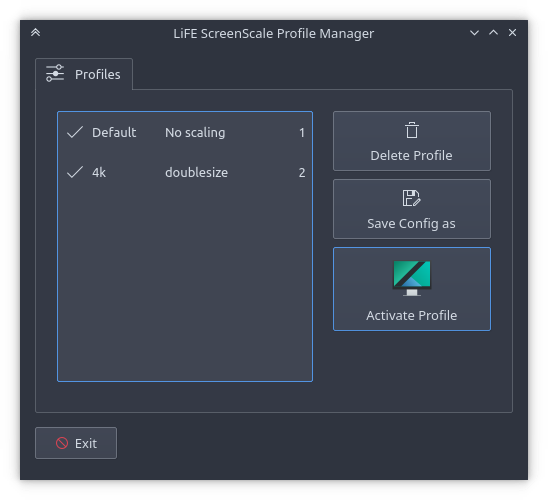 LiFE ScreenScale Profile Manager
Profiles
Default No scaling 1
4k doublesize 2
Delete Profile
Save Config as
Activate Profile
Exit